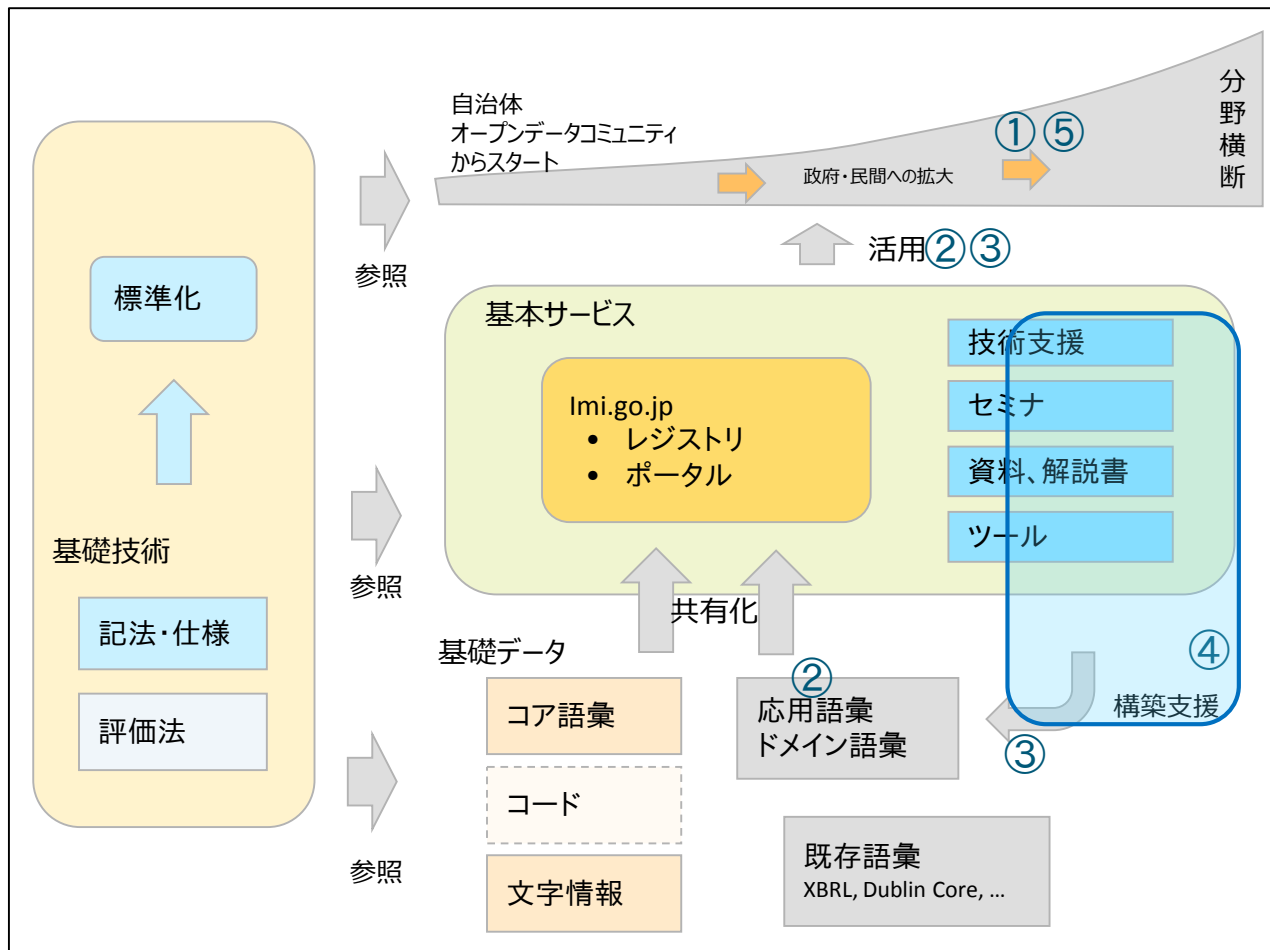 自治体
オープンデータコミュニティ
からスタート
政府・民間への拡大
①⑤
分野横断
参照
活用②③
標準化
基礎技術
記法・仕様
評価法
参照
基本サービス
Imi.go.jp
• レジストリ
• ポータル
技術支援
セミナ
資料、解説書
ツール
共有化
基礎データ
コア語彙
コード
文字情報
②
応用語彙
ドメイン語彙
④
構築支援
③
参照
既存語彙
XBRL, Dublin Core, ...